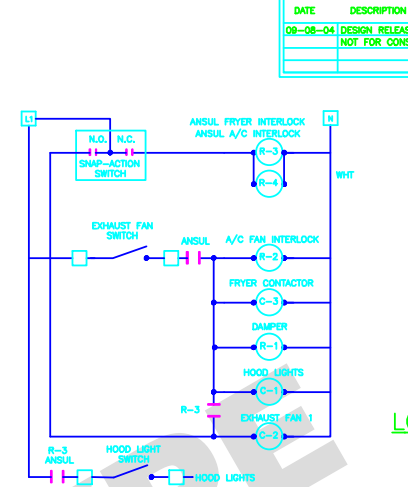 DATE DESCRIPTION
09-08-04 DESIGN RELEAS
NOT FOR CONS
L1
N
ANSUL FRYER INTERLOCK
ANSUL A/C INTERLOCK
N.O. N.C.
R-3
SNAP-ACTION
SWITCH
R-4
WHT
EXHAUST FAN
SWITCH
ANSUL
A/C FAN INTERLOCK
R-2
FRYER CONTACTOR
C-3
DAMPER
R-1
HOOD LIGHTS
C-1
R-3
EXHAUST FAN 1
C-2
R-3
ANSUL
HOOD LIGHT
SWITCH
HOOD LIGHTS